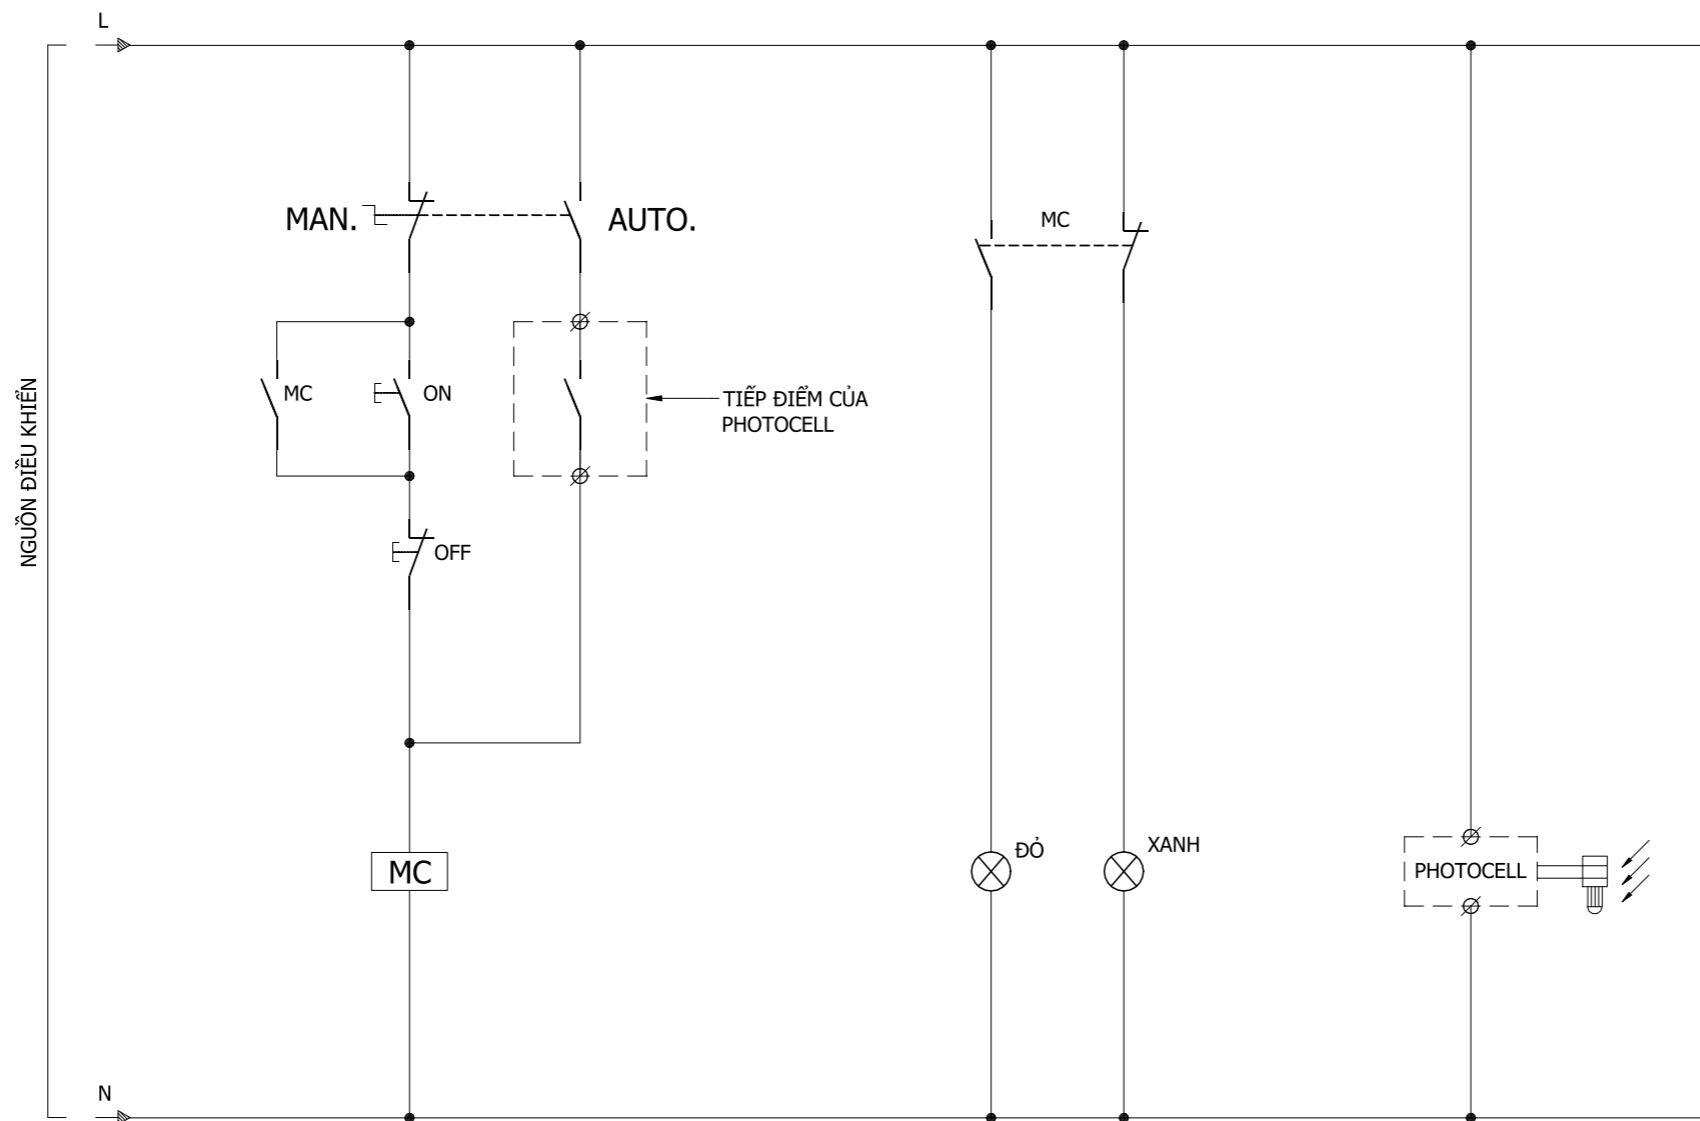 L
MAN.
AUTO.
MC
MC
ON
TIẾP ĐIỂM CỦA
PHOTOCELL
NGUỒN ĐIỀU KHIỂN
OFF
MC
ĐỎ
XANH
PHOTOCELL
N